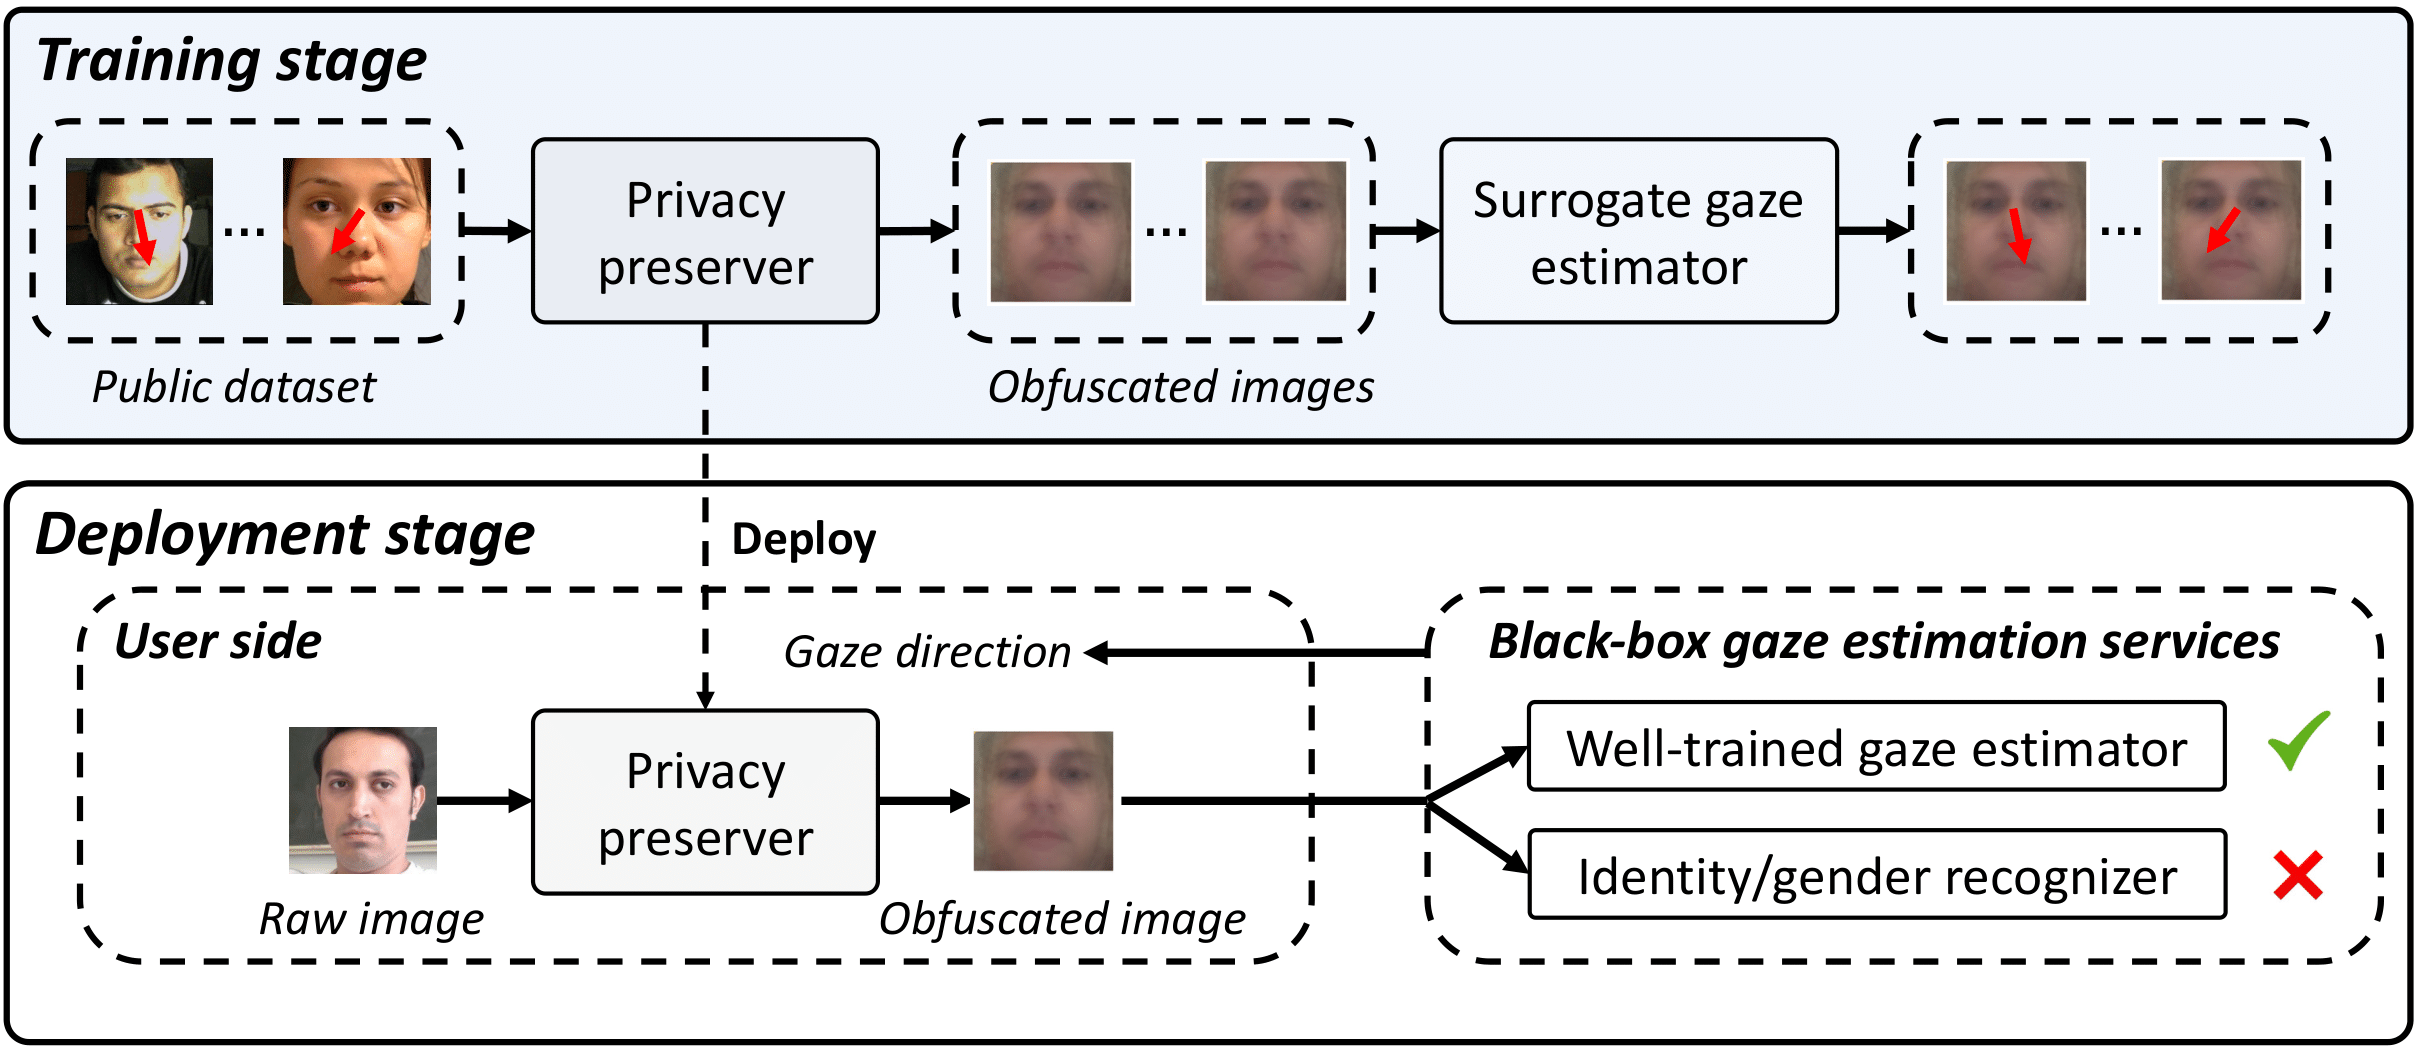 Training stage
...
Privacy
preserver
...
Surrogate gaze
estimator
...
Public dataset
Obfuscated images
Deployment stage
Deploy
User side
Gaze direction
Black-box gaze estimation services
Privacy
preserver
Well-trained gaze estimator
Identity/gender recognizer
Raw image
Obfuscated image